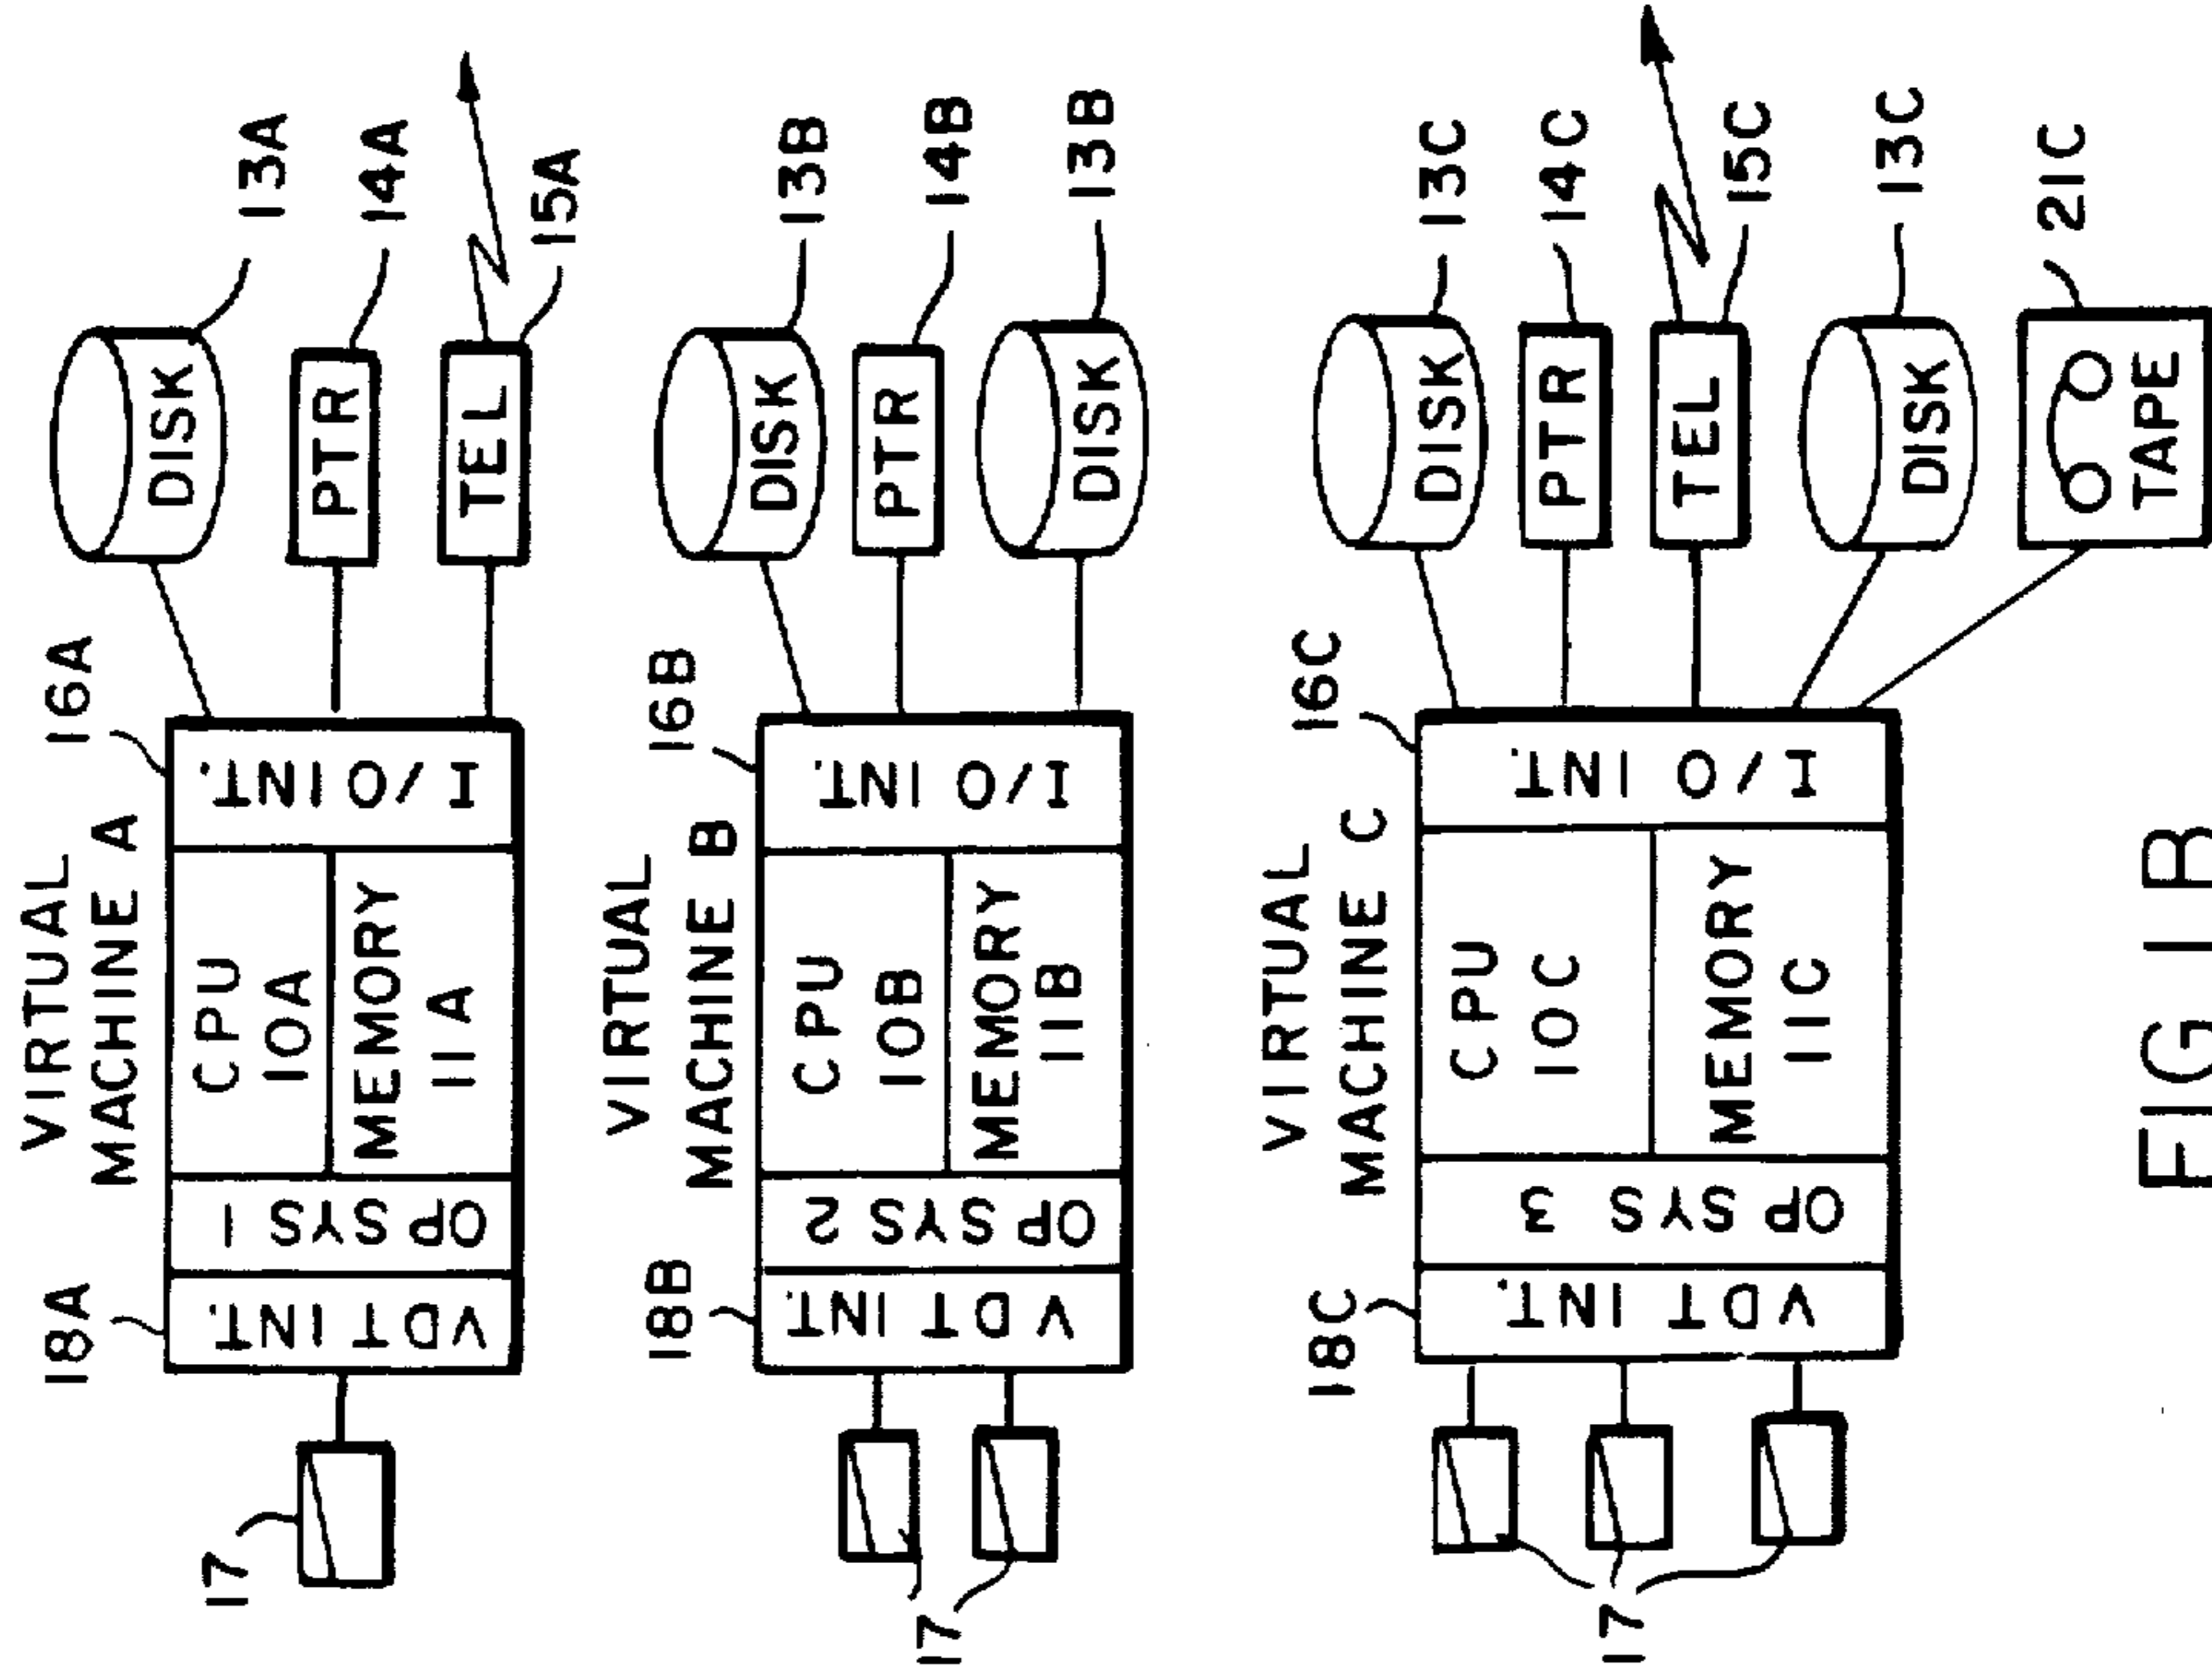 VIRTUAL
MACHINE A
18A
16A
VDT INT.
OP SYS 1
CPU
10A
MEMORY
11A
I/O INT.
17
DISK
13A
PTR
14A
TEL
15A
VIRTUAL
MACHINE B
18B
16B
VDT INT.
OP SYS 2
CPU
10B
MEMORY
11B
I/O INT.
17
DISK
13B
PTR
14B
DISK
13B
VIRTUAL
MACHINE C
18C
16C
VDT INT.
OP SYS 3
CPU
10C
MEMORY
11C
I/O INT.
17
DISK
13C
PTR
14C
TEL
15C
DISK
13C
TAPE
21C
FIG 1B